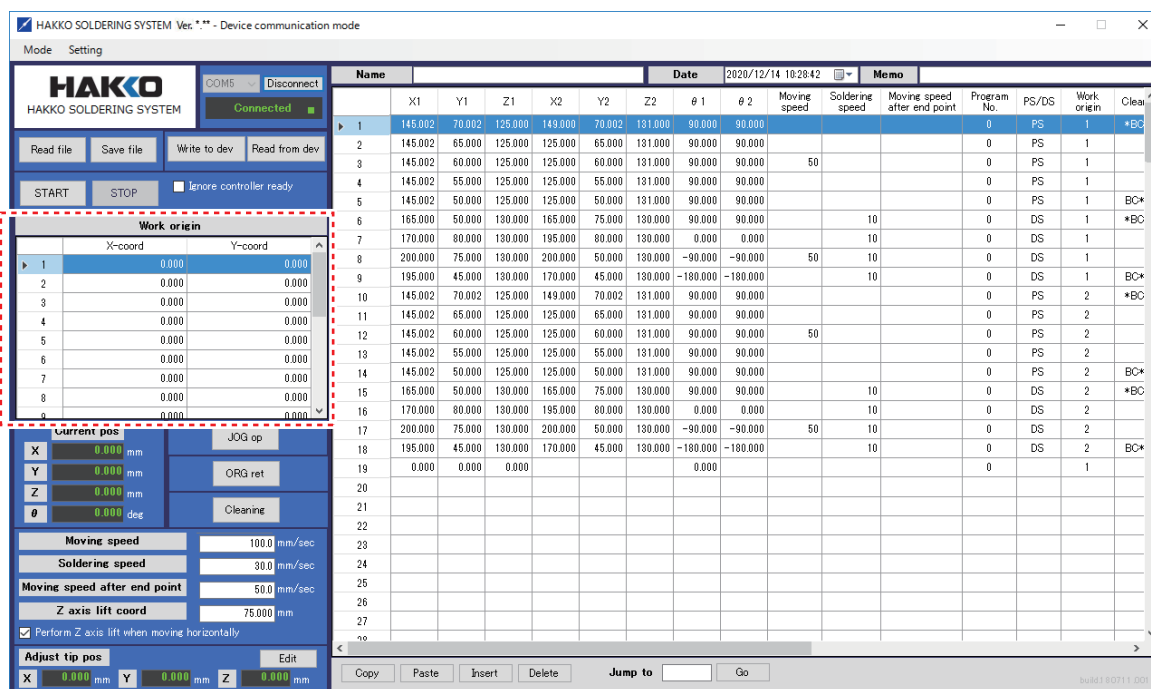 HAKKO SOLDERING SYSTEM Ver. *.** - Device communication mode
Mode Setting
HAKKO
HAKKO SOLDERING SYSTEM
COM5 Disconnect
Connected
Read file Save file Write to dev Read from dev
START STOP Ignore controller ready
Work origin
X-coord Y-coord
1 0.000 0.000
2 0.000 0.000
3 0.000 0.000
4 0.000 0.000
5 0.000 0.000
6 0.000 0.000
7 0.000 0.000
8 0.000 0.000
9 0.000 0.000
Current pos
X 0.000 mm
Y 0.000 mm
Z 0.000 mm
θ 0.000 deg
JOG op
ORG ret
Cleaning
Moving speed 100.0 mm/sec
Soldering speed 30.0 mm/sec
Moving speed after end point 50.0 mm/sec
Z axis lift coord 75.000 mm
Perform Z axis lift when moving horizontally
Adjust tip pos Edit
X 0.000 mm Y 0.000 mm Z 0.000 mm
Name Date 2020/12/14 10:28:42 Memo
X1 Y1 Z1 X2 Y2 Z2 θ 1 θ 2 Moving speed Soldering speed Moving speed after end point Program No. PS/DS Work origin Clea
1 145.002 70.002 125.000 149.000 70.002 131.000 90.000 90.000 0 PS 1 *BC
2 145.002 65.000 125.000 125.000 65.000 131.000 90.000 90.000 0 PS 1
3 145.002 60.000 125.000 125.000 60.000 131.000 90.000 90.000 50 0 PS 1
4 145.002 55.000 125.000 125.000 55.000 131.000 90.000 90.000 0 PS 1
5 145.002 50.000 125.000 125.000 50.000 131.000 90.000 90.000 0 PS 1 BC*
6 165.000 50.000 130.000 165.000 75.000 130.000 90.000 90.000 10 0 DS 1 *BC
7 170.000 80.000 130.000 195.000 80.000 130.000 0.000 0.000 10 0 DS 1
8 200.000 75.000 130.000 200.000 50.000 130.000 -90.000 -90.000 50 10 0 DS 1
9 195.000 45.000 130.000 170.000 45.000 130.000 -180.000 -180.000 10 0 DS 1 BC*
10 145.002 70.002 125.000 149.000 70.002 131.000 90.000 90.000 0 PS 2 *BC
11 145.002 65.000 125.000 125.000 65.000 131.000 90.000 90.000 0 PS 2
12 145.002 60.000 125.000 125.000 60.000 131.000 90.000 90.000 50 0 PS 2
13 145.002 55.000 125.000 125.000 55.000 131.000 90.000 90.000 0 PS 2
14 145.002 50.000 125.000 125.000 50.000 131.000 90.000 90.000 0 PS 2 BC*
15 165.000 50.000 130.000 165.000 75.000 130.000 90.000 90.000 10 0 DS 2 *BC
16 170.000 80.000 130.000 195.000 80.000 130.000 0.000 0.000 10 0 DS 2
17 200.000 75.000 130.000 200.000 50.000 130.000 -90.000 -90.000 50 10 0 DS 2
18 195.000 45.000 130.000 170.000 45.000 130.000 -180.000 -180.000 10 0 DS 2 BC*
19 0.000 0.000 0.000 0.000 0 1
20
21
22
23
24
25
26
27
28
Copy Paste Insert Delete Jump to Go